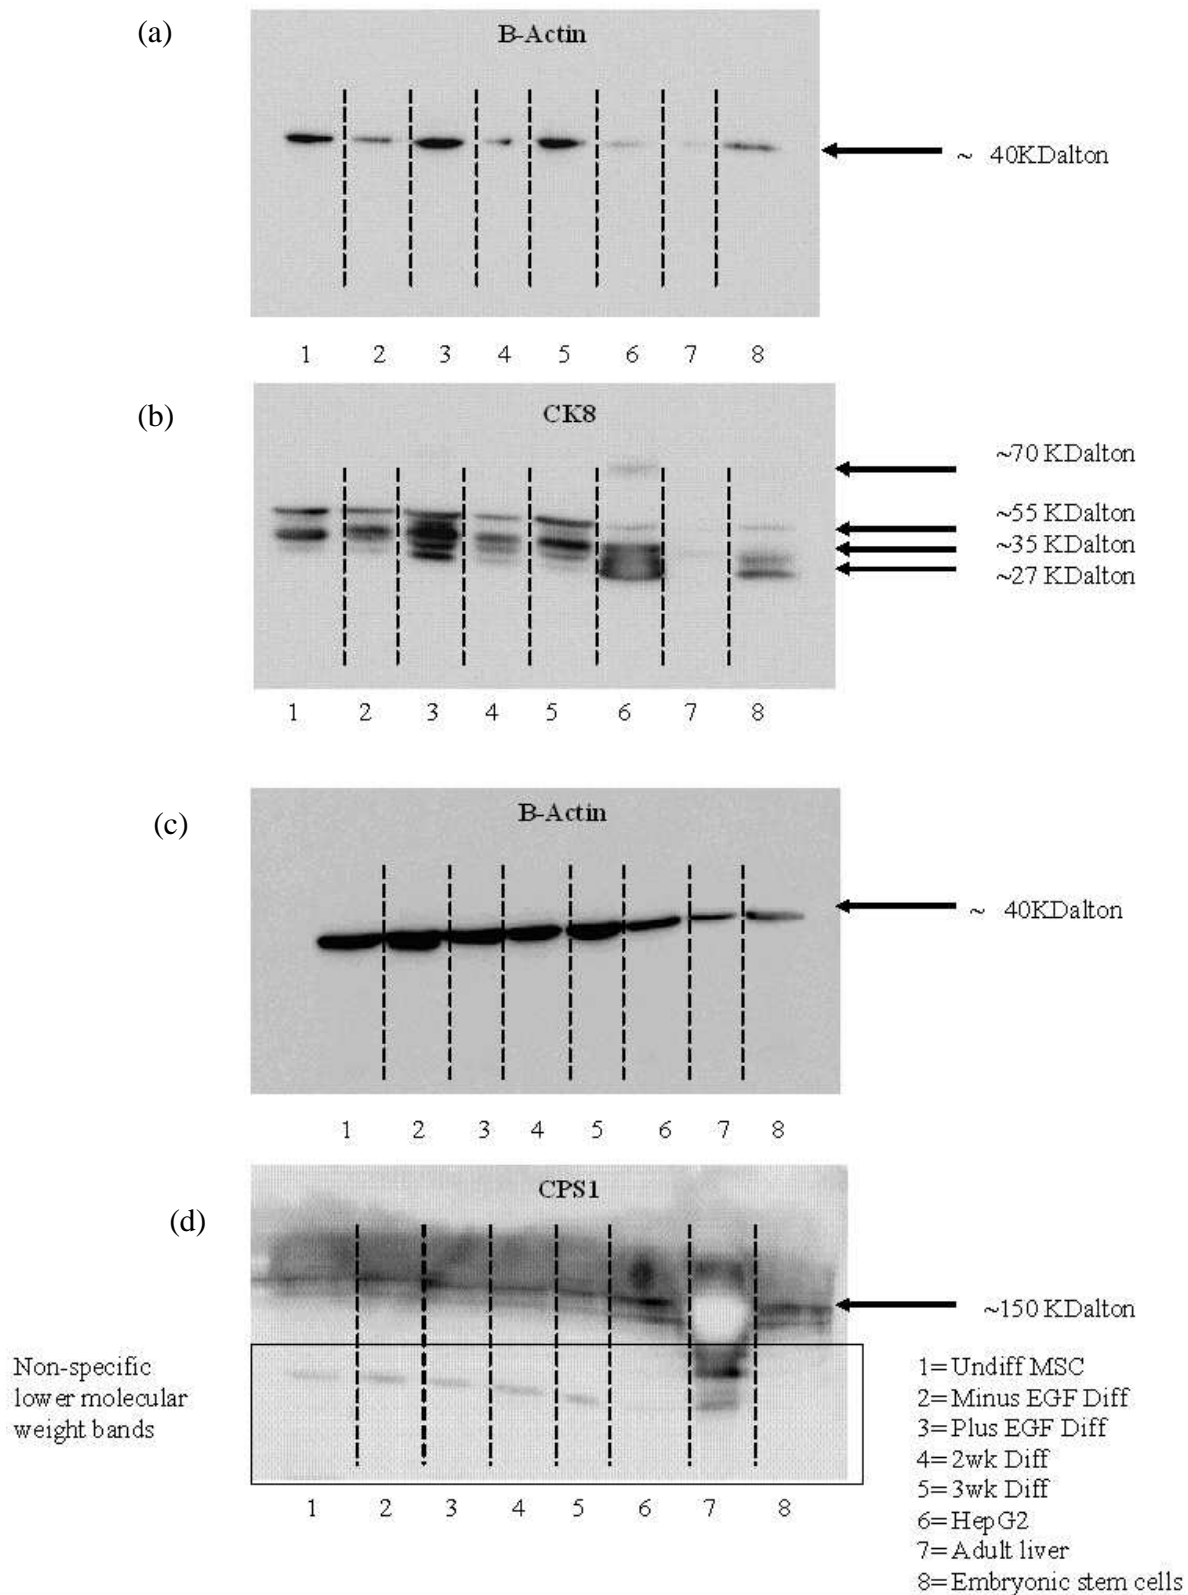 (a)
B-Actin
~ 40KDalton
1 2 3 4 5 6 7 8
(b)
CK8
~70 KDalton
~55 KDalton
~35 KDalton
~27 KDalton
1 2 3 4 5 6 7 8
(c)
B-Actin
~ 40KDalton
1 2 3 4 5 6 7 8
(d)
CPS1
~150 KDalton
Non-specific
lower molecular
weight bands
1 2 3 4 5 6 7 8
1= Undiff MSC
2= Minus EGF Diff
3= Plus EGF Diff
4= 2wk Diff
5= 3wk Diff
6= HepG2
7= Adult liver
8= Embryonic stem cells